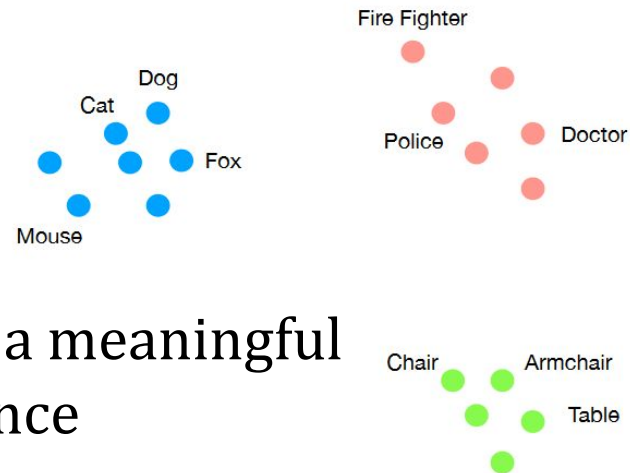 Fire Fighter
Dog
Cat
Police
Doctor
Fox
Mouse
a meaningful
nce
Chair
Armchair
Table